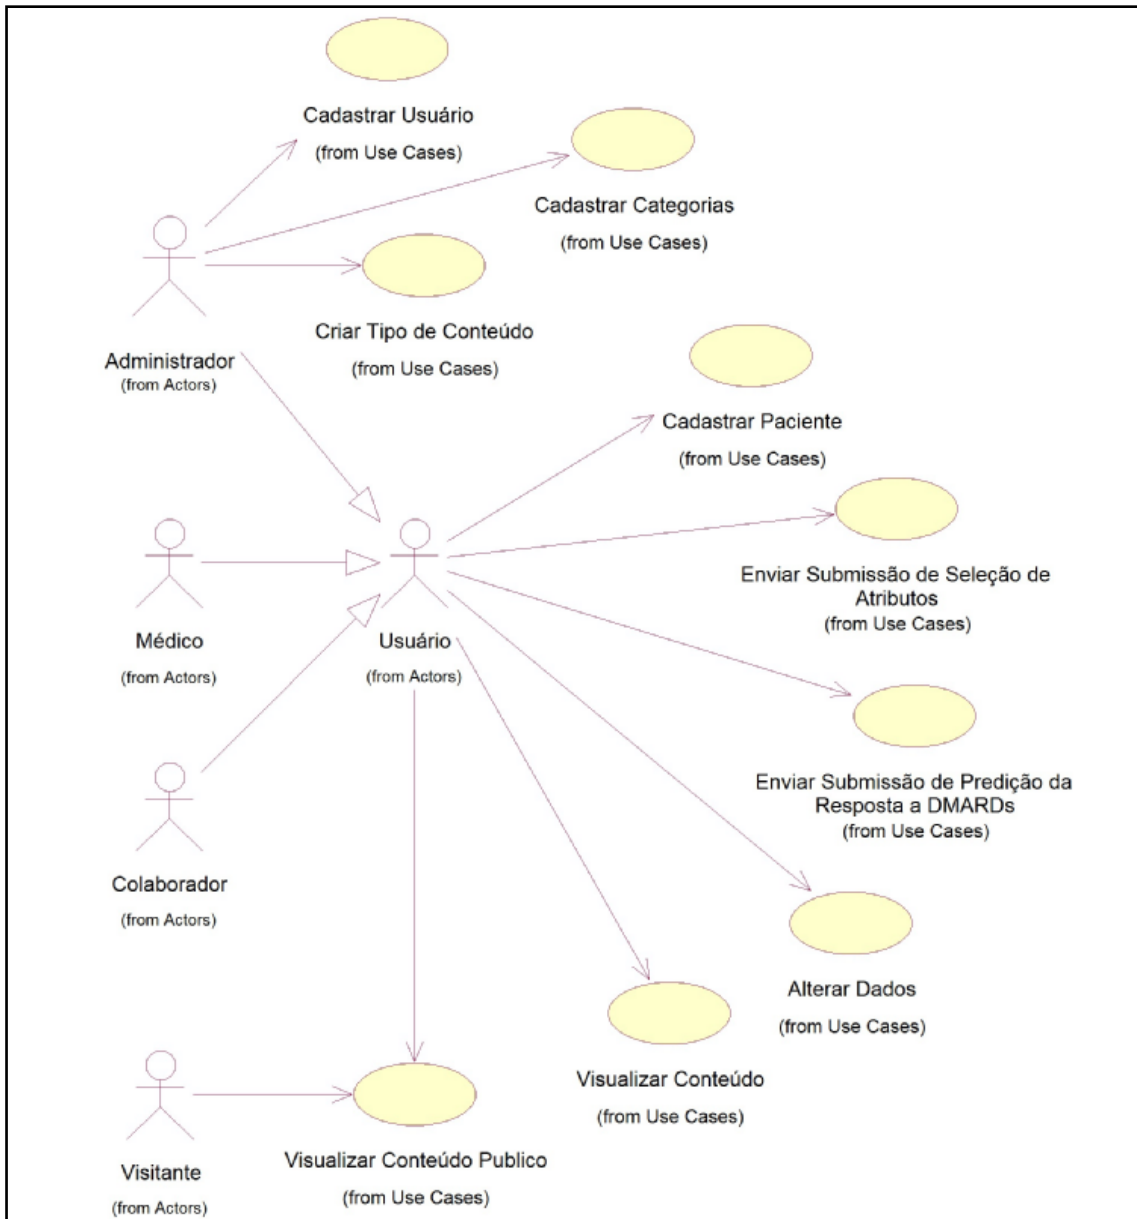 Cadastrar Usuário
(from Use Cases)
Cadastrar Categorias
(from Use Cases)
Criar Tipo de Conteúdo
(from Use Cases)
Administrador
(from Actors)
Cadastrar Paciente
(from Use Cases)
Enviar Submissão de Seleção de
Atributos
(from Use Cases)
Médico
(from Actors)
Usuário
(from Actors)
Enviar Submissão de Predição da
Resposta a DMARDs
(from Use Cases)
Colaborador
(from Actors)
Alterar Dados
(from Use Cases)
Visualizar Conteúdo
(from Use Cases)
Visitante
(from Actors)
Visualizar Conteúdo Publico
(from Use Cases)